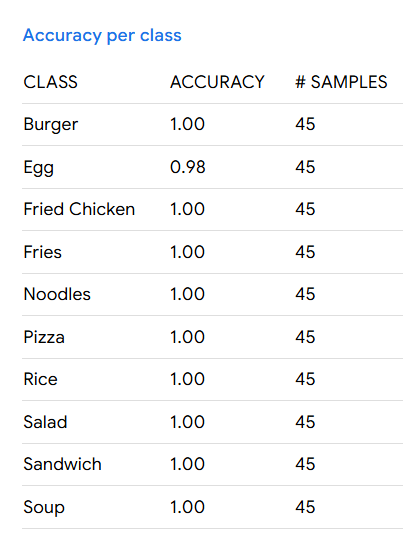 Accuracy per class
CLASS ACCURACY # SAMPLES
Burger 1.00 45
Egg 0.98 45
Fried Chicken 1.00 45
Fries 1.00 45
Noodles 1.00 45
Pizza 1.00 45
Rice 1.00 45
Salad 1.00 45
Sandwich 1.00 45
Soup 1.00 45